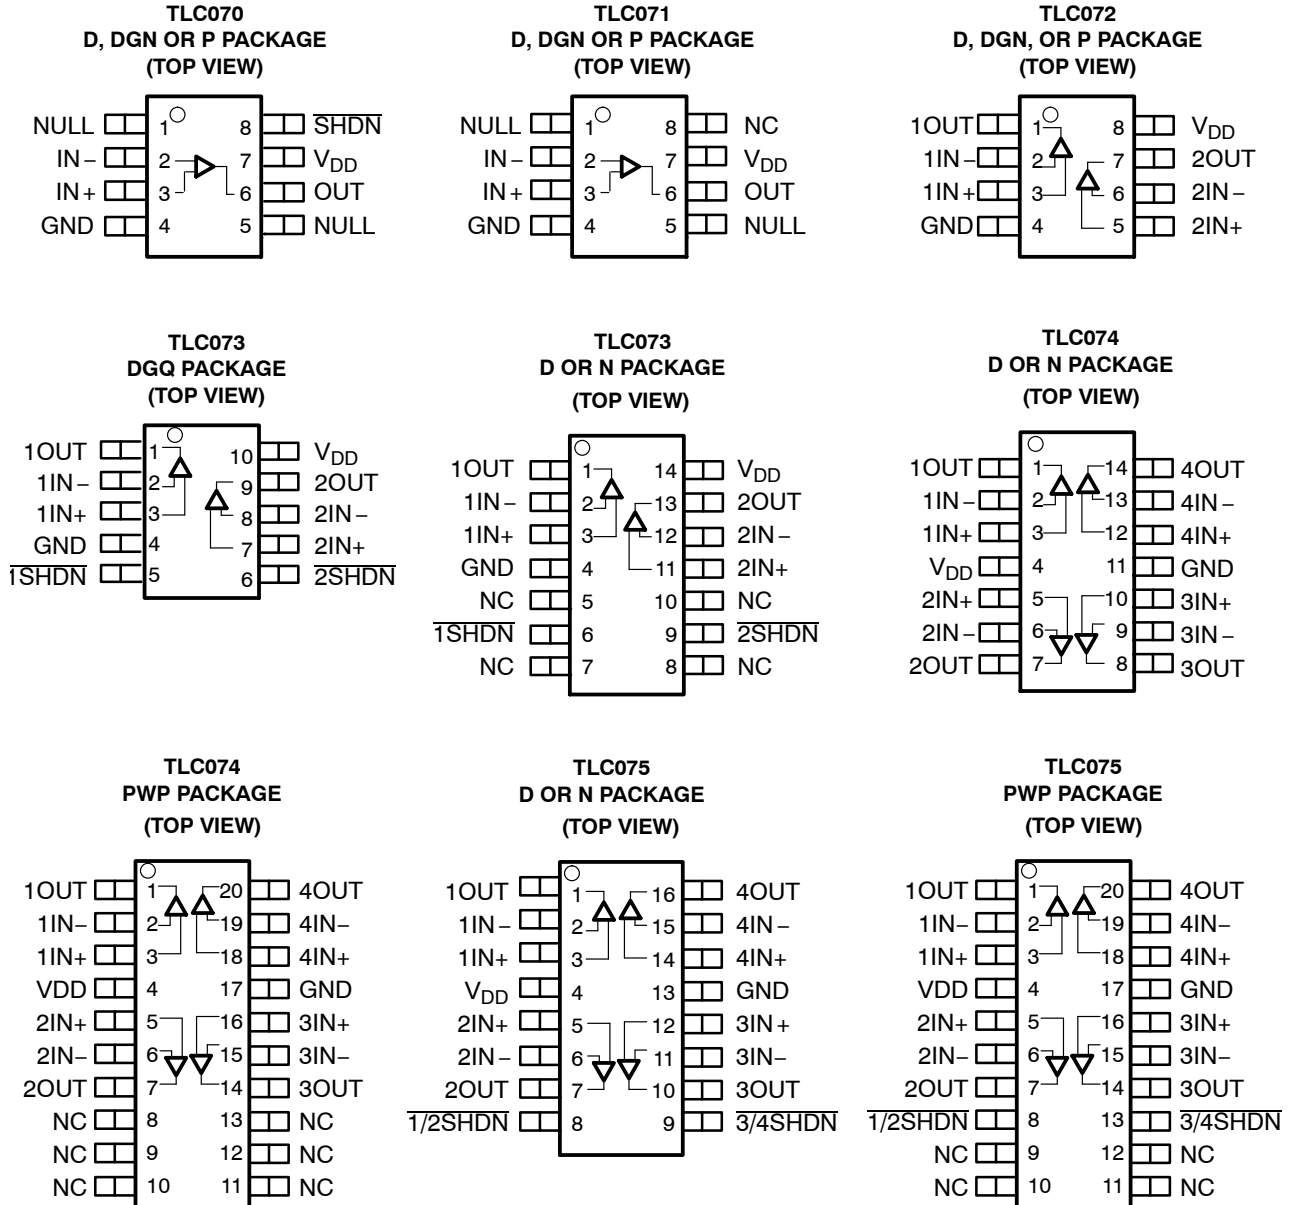 TLC070
D, DGN OR P PACKAGE
(TOP VIEW)
NULL 1 8 SHDN
IN− 2 7 VDD
IN+ 3 6 OUT
GND 4 5 NULL
TLC071
D, DGN OR P PACKAGE
(TOP VIEW)
NULL 1 8 NC
IN− 2 7 VDD
IN+ 3 6 OUT
GND 4 5 NULL
TLC072
D, DGN, OR P PACKAGE
(TOP VIEW)
1OUT 1 8 VDD
1IN− 2 7 2OUT
1IN+ 3 6 2IN−
GND 4 5 2IN+
TLC073
DGQ PACKAGE
(TOP VIEW)
1OUT 1 10 VDD
1IN− 2 9 2OUT
1IN+ 3 8 2IN−
GND 4 7 2IN+
1SHDN 5 6 2SHDN
TLC073
D OR N PACKAGE
(TOP VIEW)
1OUT 1 14 VDD
1IN− 2 13 2OUT
1IN+ 3 12 2IN−
GND 4 11 2IN+
NC 5 10 NC
1SHDN 6 9 2SHDN
NC 7 8 NC
TLC074
D OR N PACKAGE
(TOP VIEW)
1OUT 1 14 4OUT
1IN− 2 13 4IN−
1IN+ 3 12 4IN+
VDD 4 11 GND
2IN+ 5 10 3IN+
2IN− 6 9 3IN−
2OUT 7 8 3OUT
TLC074
PWP PACKAGE
(TOP VIEW)
1OUT 1 20 4OUT
1IN− 2 19 4IN−
1IN+ 3 18 4IN+
VDD 4 17 GND
2IN+ 5 16 3IN+
2IN− 6 15 3IN−
2OUT 7 14 3OUT
NC 8 13 NC
NC 9 12 NC
NC 10 11 NC
TLC075
D OR N PACKAGE
(TOP VIEW)
1OUT 1 16 4OUT
1IN− 2 15 4IN−
1IN+ 3 14 4IN+
VDD 4 13 GND
2IN+ 5 12 3IN+
2IN− 6 11 3IN−
2OUT 7 10 3OUT
1/2SHDN 8 9 3/4SHDN
TLC075
PWP PACKAGE
(TOP VIEW)
1OUT 1 20 4OUT
1IN− 2 19 4IN−
1IN+ 3 18 4IN+
VDD 4 17 GND
2IN+ 5 16 3IN+
2IN− 6 15 3IN−
2OUT 7 14 3OUT
1/2SHDN 8 13 3/4SHDN
NC 9 12 NC
NC 10 11 NC